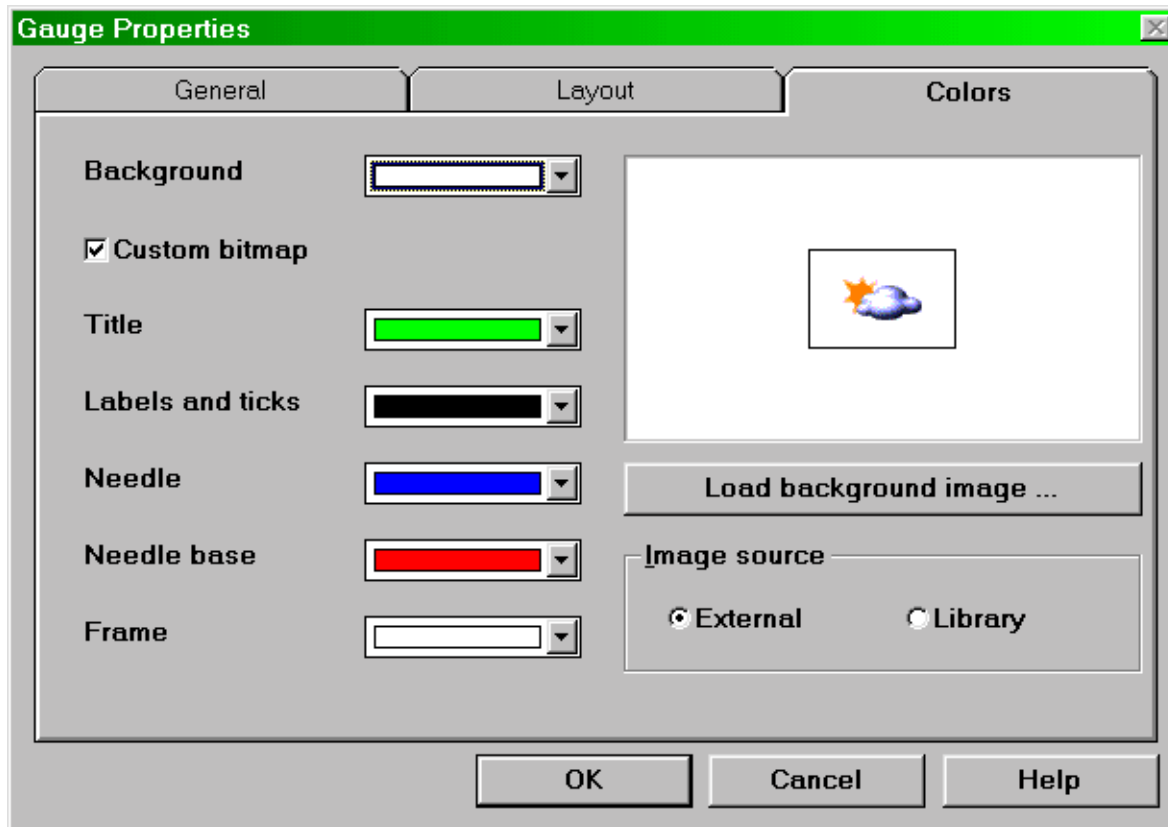 Gauge Properties
General
Layout
Colors
Background
Custom bitmap
Title
Labels and ticks
Needle
Needle base
Frame
Load background image ...
Image source
External
Library
OK
Cancel
Help